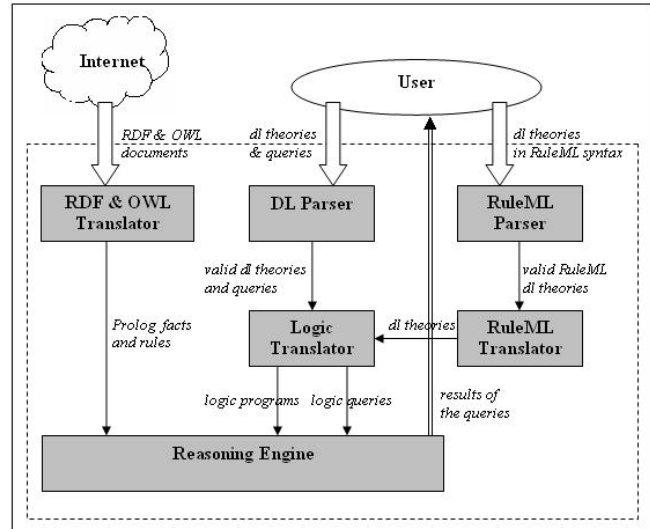 Internet
User
RDF & OWL
documents
dl theories
& queries
dl theories
in RuleML syntax
RDF & OWL
Translator
DL Parser
RuleML
Parser
valid dl theories
and queries
valid RuleML
dl theories
Prolog facts
and rules
Logic
Translator
dl theories
RuleML
Translator
logic programs
logic queries
results of
the queries
Reasoning Engine